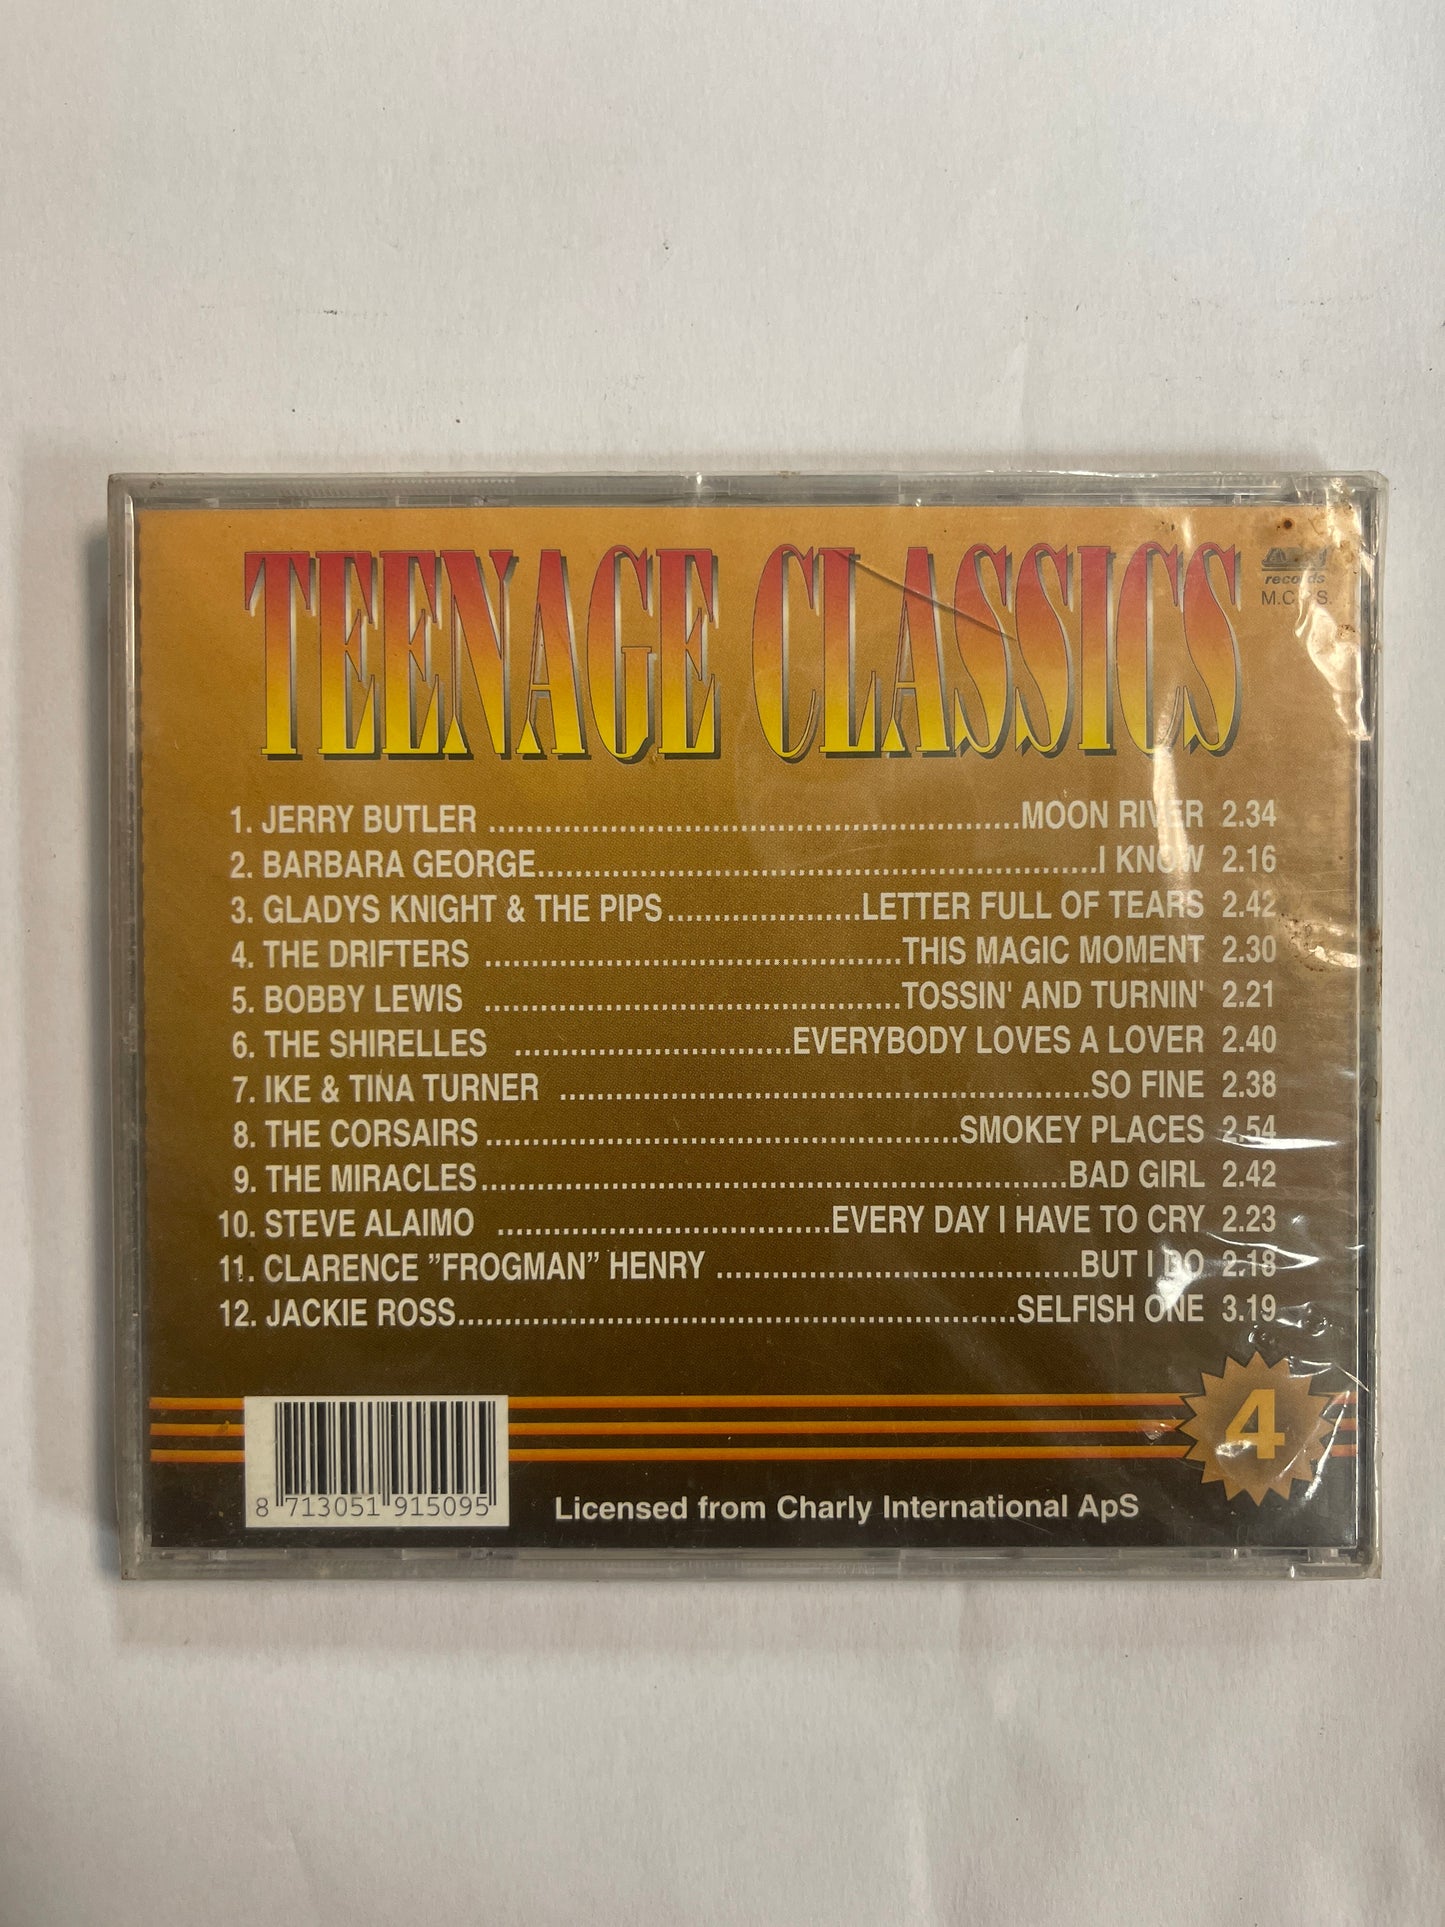 TEENAGE CLASSICS
records
M.C.P.S.
1. JERRY BUTLER ..........................................................MOON RIVER 2.34
2. BARBARA GEORGE............................................................I KNOW 2.16
3. GLADYS KNIGHT & THE PIPS.....................LETTER FULL OF TEARS 2.42
4. THE DRIFTERS .............................................THIS MAGIC MOMENT 2.30
5. BOBBY LEWIS .............................................TOSSIN' AND TURNIN' 2.21
6. THE SHIRELLES ..............................EVERYBODY LOVES A LOVER 2.40
7. IKE & TINA TURNER .........................................................SO FINE 2.38
8. THE CORSAIRS...................................................SMOKEY PLACES 2.54
9. THE MIRACLES...............................................................BAD GIRL 2.42
10. STEVE ALAIMO ....................................EVERY DAY I HAVE TO CRY 2.23
11. CLARENCE ”FROGMAN” HENRY .......................................BUT I DO 2.18
12. JACKIE ROSS............................................................SELFISH ONE 3.19
4
8 713051 915095
Licensed from Charly International ApS